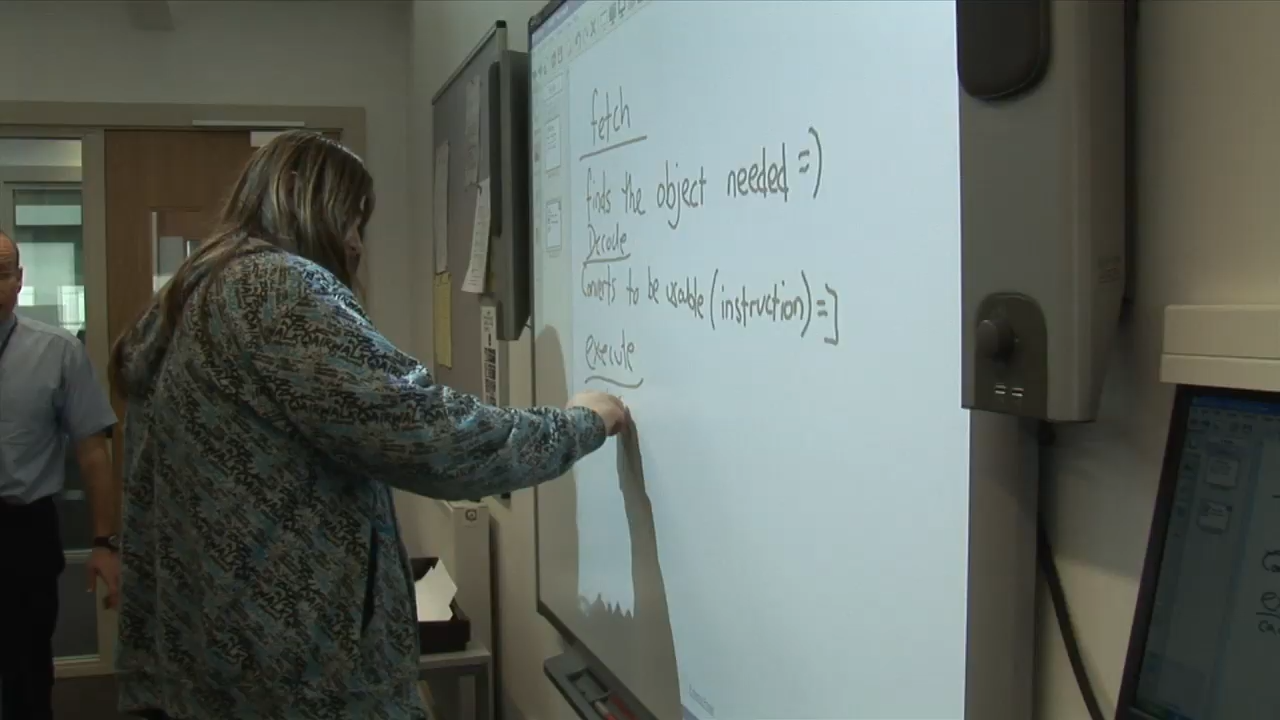 fetch
finds the object needed =)
Decode
Converts to be usable (instruction) =]
execute